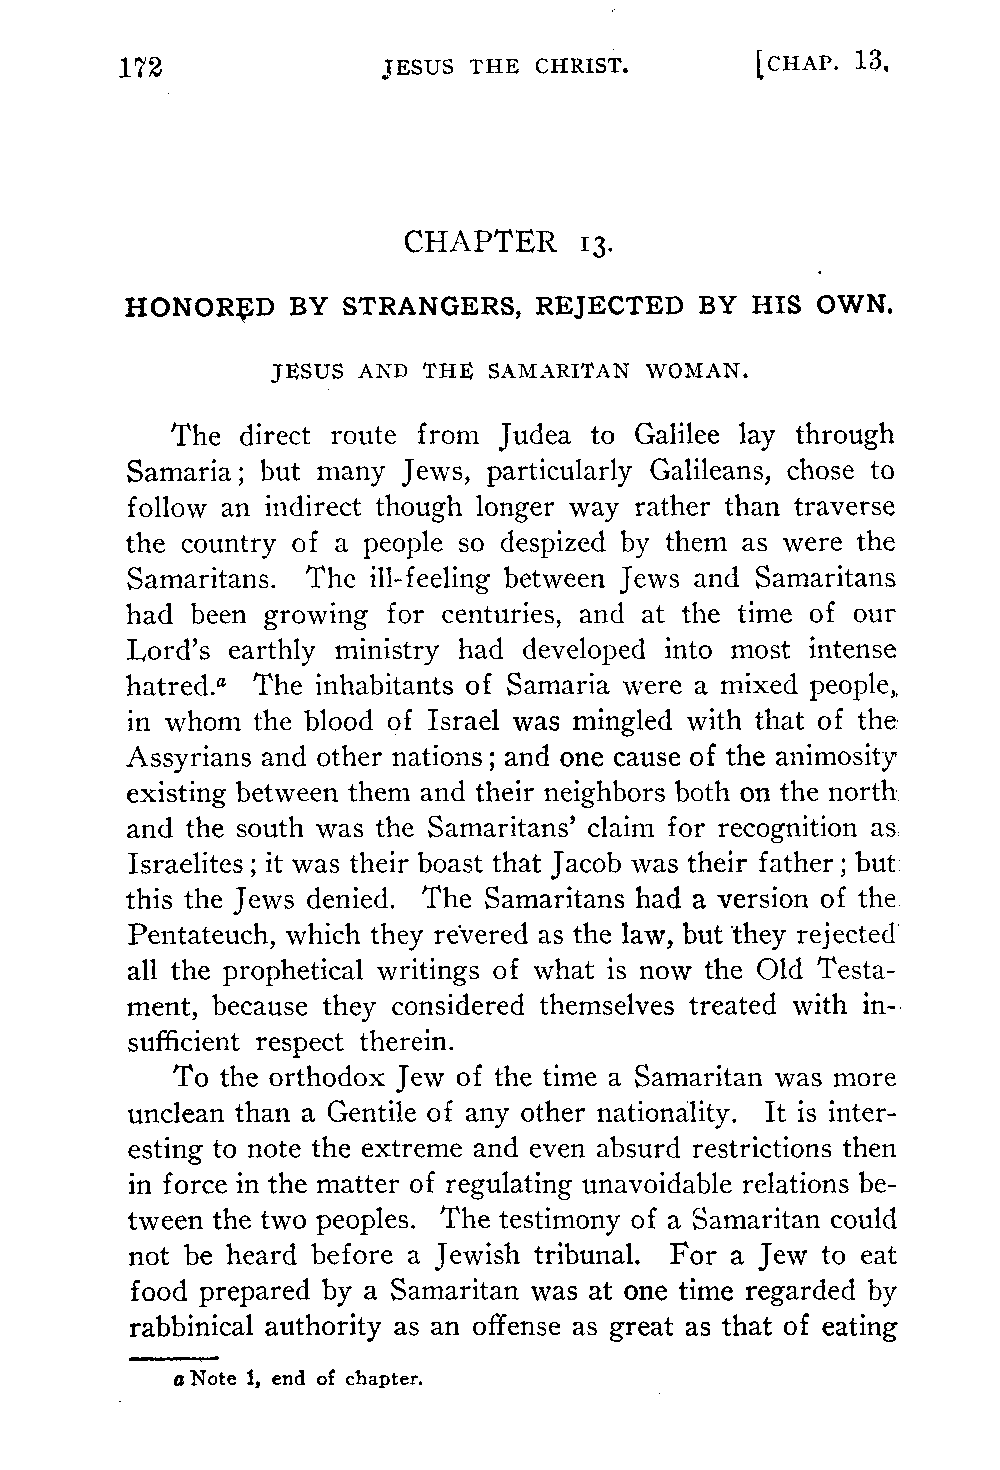 172 JESUS THE CHRIST. [CHAP. 13.
CHAPTER 13.
HONORED BY STRANGERS, REJECTED BY HIS OWN.
JESUS AND THE SAMARITAN WOMAN.
The direct route from Judea to Galilee lay through
Samaria; but many Jews, particularly Galileans, chose to
follow an indirect though longer way rather than traverse
the country of a people so despized by them as were the
Samaritans. The ill-feeling between Jews and Samaritans
had been growing for centuries, and at the time of our
Lord's earthly ministry had developed into most intense
hatred.a The inhabitants of Samaria were a mixed people,
in whom the blood of Israel was mingled with that of the
Assyrians and other nations; and one cause of the animosity
existing between them and their neighbors both on the north
and the south was the Samaritans' claim for recognition as
Israelites; it was their boast that Jacob was their father; but
this the Jews denied. The Samaritans had a version of the
Pentateuch, which they revered as the law, but they rejected
all the prophetical writings of what is now the Old Testa-
ment, because they considered themselves treated with in-
sufficient respect therein.
To the orthodox Jew of the time a Samaritan was more
unclean than a Gentile of any other nationality. It is inter-
esting to note the extreme and even absurd restrictions then
in force in the matter of regulating unavoidable relations be-
tween the two peoples. The testimony of a Samaritan could
not be heard before a Jewish tribunal. For a Jew to eat
food prepared by a Samaritan was at one time regarded by
rabbinical authority as an offense as great as that of eating
a Note 1, end of chapter.